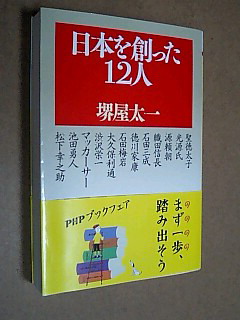 日本を創った
12人
堺屋太一
聖徳太子
光源氏
源頼朝
織田信長
石田三成
徳川家康
石田梅岩
大久保利通
渋沢栄一
マッカーサー
池田勇人
松下幸之助
まず一歩、
踏み出そう
PHPブックフェア